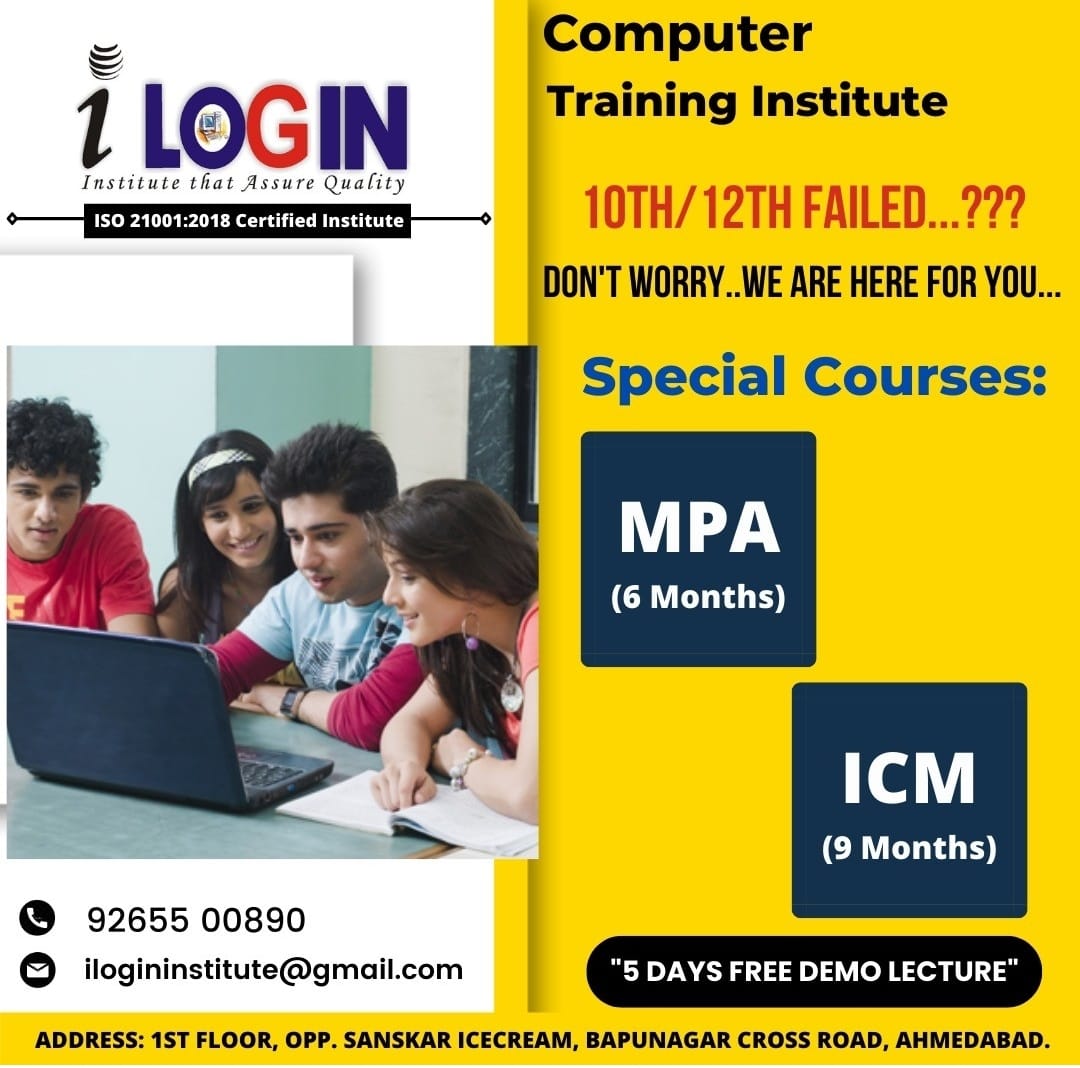 i LOGIN
Institute that Assure Quality
ISO 21001:2018 Certified Institute
Computer
Training Institute
10TH/12TH FAILED...???
DON'T WORRY..WE ARE HERE FOR YOU...
Special Courses:
MPA
(6 Months)
ICM
(9 Months)
92655 00890
ilogininstitute@gmail.com
"5 DAYS FREE DEMO LECTURE"
ADDRESS: 1ST FLOOR, OPP. SANSKAR ICECREAM, BAPUNAGAR CROSS ROAD, AHMEDABAD.